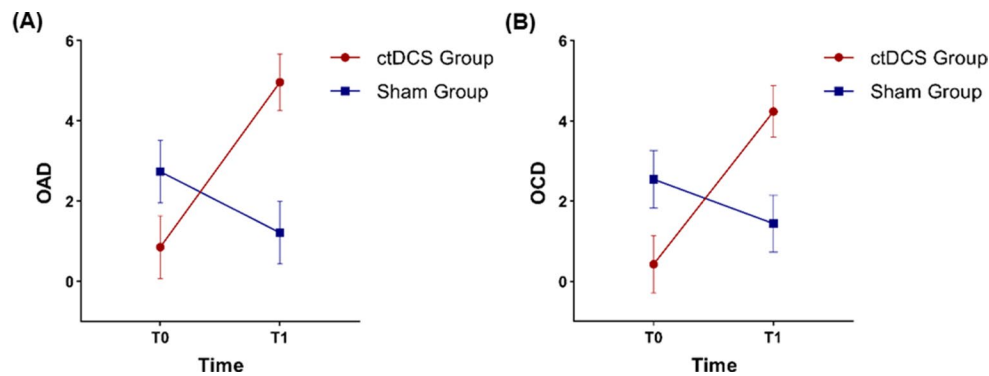 (A)
6
4
2
0
OAD
T0
T1
Time
ctDCS Group
Sham Group
(B)
6
4
2
0
OCD
T0
T1
Time
ctDCS Group
Sham Group